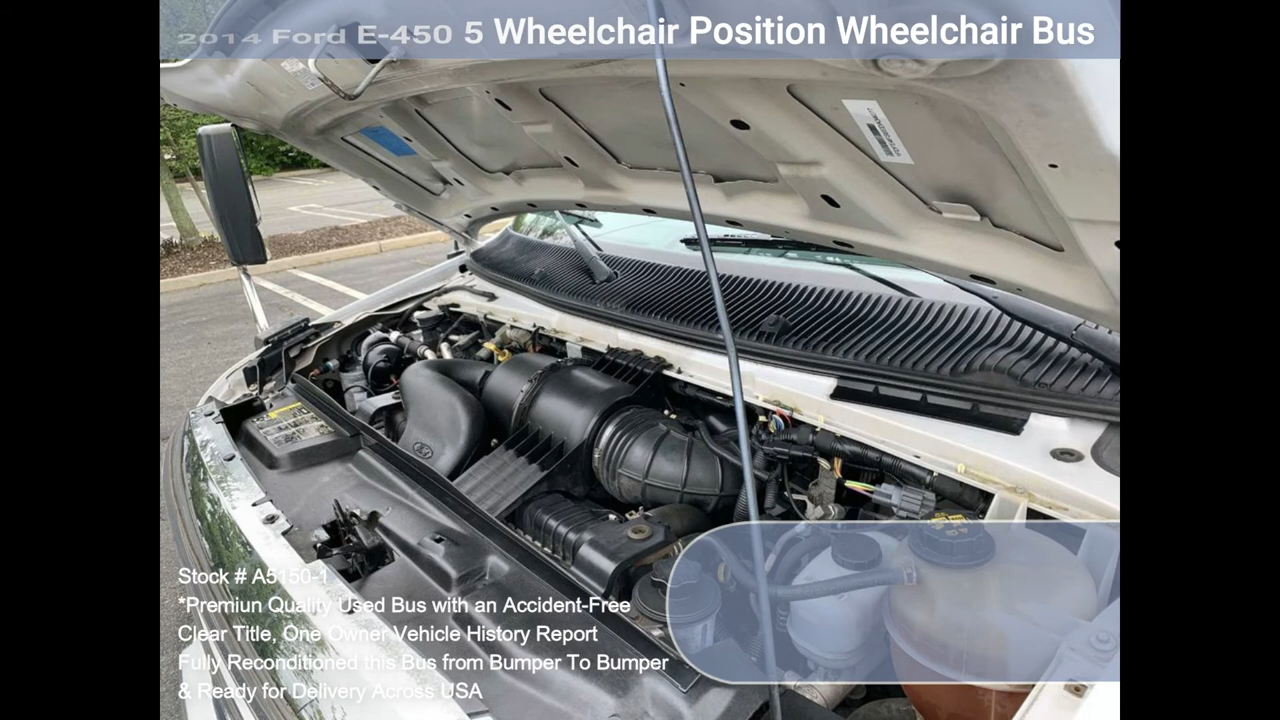 2014 Ford E-450 5 Wheelchair Position Wheelchair Bus
Stock # A5150-1
*Premiun Quality Used Bus with an Accident-Free
Clear Title, One Owner Vehicle History Report
Fully Reconditioned this Bus from Bumper To Bumper
& Ready for Delivery Across USA